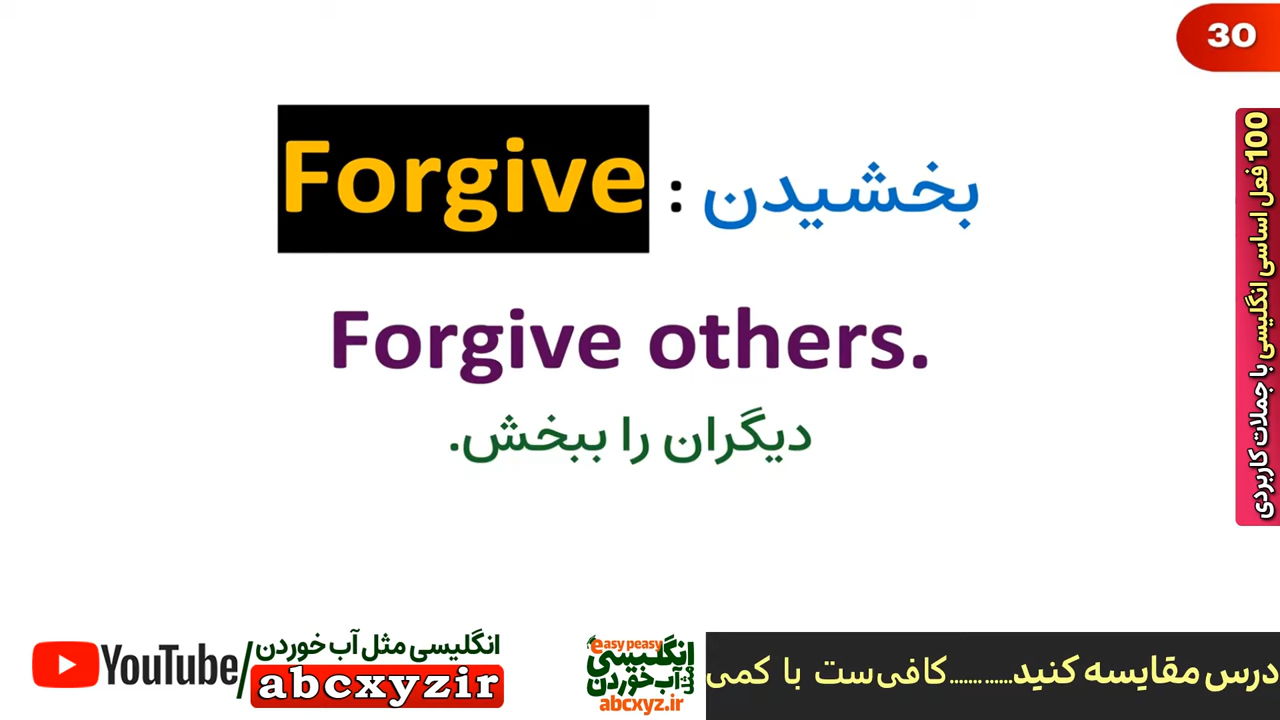 30
Forgive : بخشیدن
Forgive others.
دیگران را ببخش.
100 فعل اساسی انگلیسی با جملات کاربردی
YouTube/انگلیسی مثل آب خوردن
abcxyzir
easy peasy
انگلیسی
آب خوردن
abcxyz.ir
درس مقایسه کنید............کافی‌ست با کمی